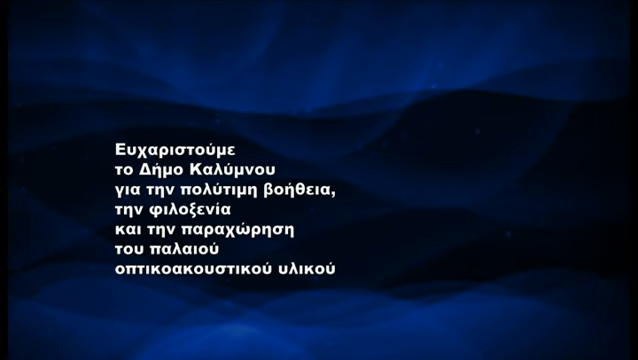 Ευχαριστούμε
το Δήμο Καλύμνου
για την πολύτιμη βοήθεια,
την φιλοξενία
και την παραχώρηση
του παλαιού
οπτικοακουστικού υλικού